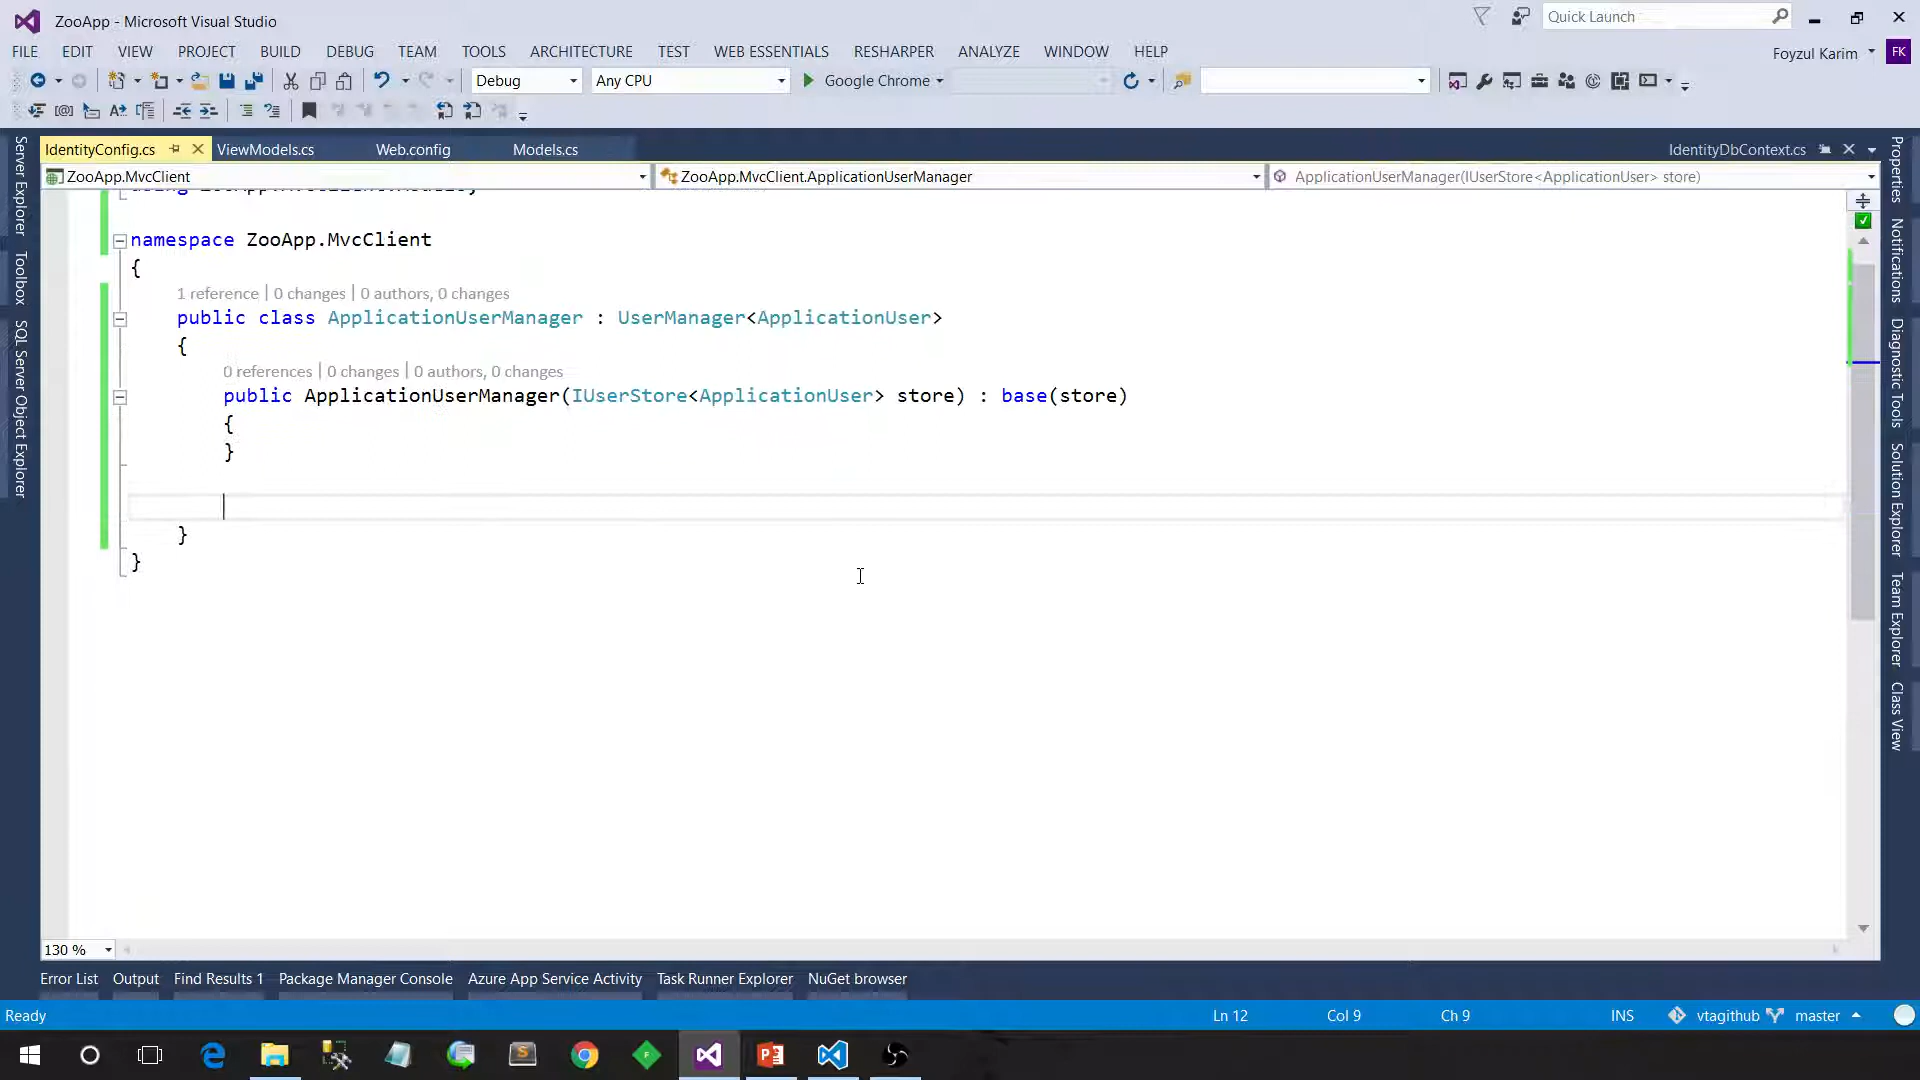 ZooApp - Microsoft Visual Studio
Quick Launch
FILE EDIT VIEW PROJECT BUILD DEBUG TEAM TOOLS ARCHITECTURE TEST WEB ESSENTIALS RESHARPER ANALYZE WINDOW HELP
Foyzul Karim FK
Debug Any CPU Google Chrome
IdentityConfig.cs ViewModels.cs Web.config Models.cs IdentityDbContext.cs
ZooApp.MvcClient ZooApp.MvcClient.ApplicationUserManager ApplicationUserManager(IUserStore<ApplicationUser> store)
namespace ZooApp.MvcClient
{
1 reference | 0 changes | 0 authors, 0 changes
public class ApplicationUserManager : UserManager<ApplicationUser>
{
0 references | 0 changes | 0 authors, 0 changes
public ApplicationUserManager(IUserStore<ApplicationUser> store) : base(store)
{
}
}
}
Server Explorer
Toolbox
SQL Server Object Explorer
Properties
Notifications
Diagnostic Tools
Solution Explorer
Team Explorer
Class View
130 %
Error List Output Find Results 1 Package Manager Console Azure App Service Activity Task Runner Explorer NuGet browser
Ready Ln 12 Col 9 Ch 9 INS vtagithub master